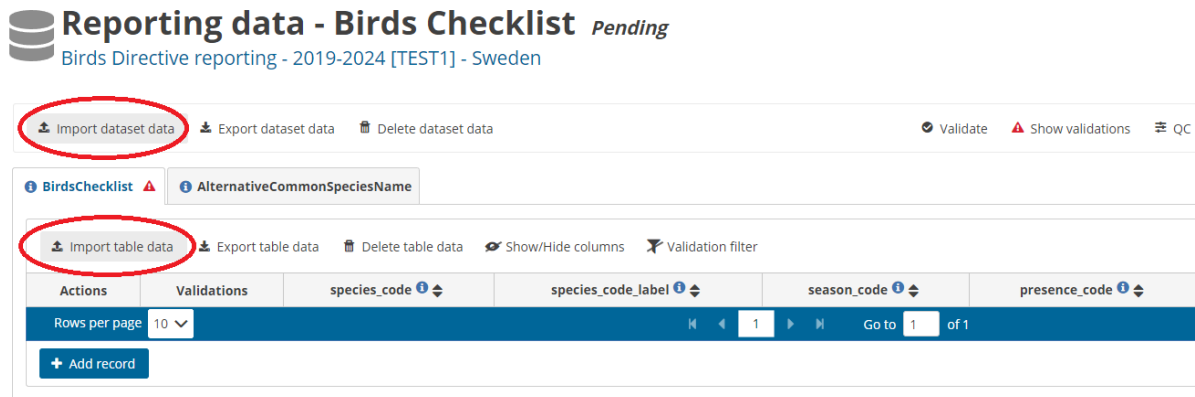 Reporting data - Birds Checklist Pending
Birds Directive reporting - 2019-2024 [TEST1] - Sweden
Import dataset data Export dataset data Delete dataset data Validate Show validations QC
BirdsChecklist AlternativeCommonSpeciesName
Import table data Export table data Delete table data Show/Hide columns Validation filter
Actions Validations species_code species_code_label season_code presence_code
Rows per page 10 1 Go to 1 of 1
+ Add record